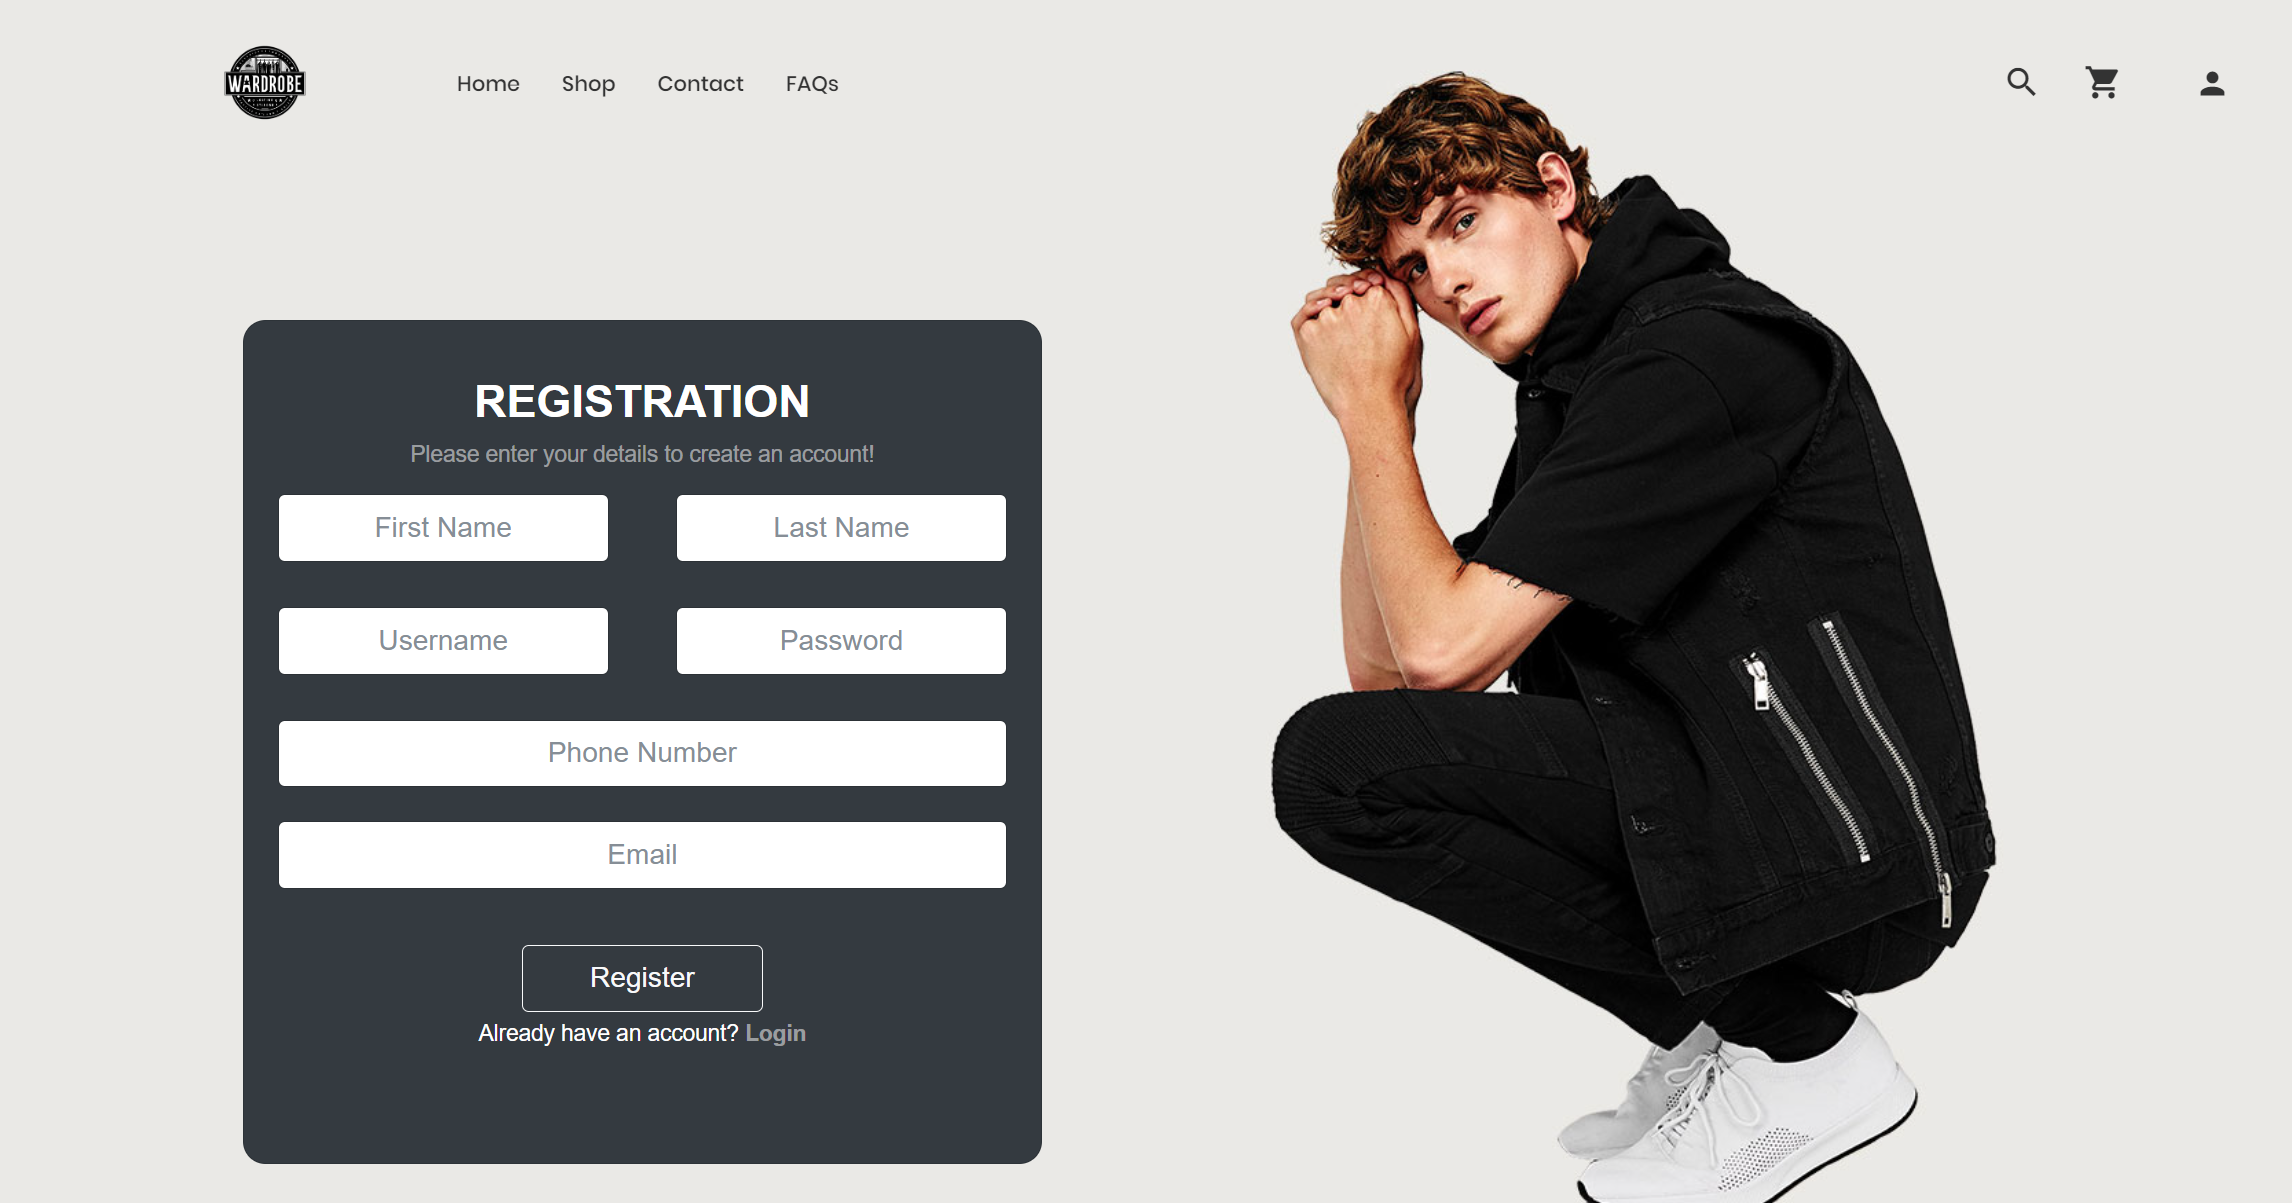 WARDROBE
Home Shop Contact FAQs
REGISTRATION
Please enter your details to create an account!
First Name Last Name
Username Password
Phone Number
Email
Register
Already have an account? Login